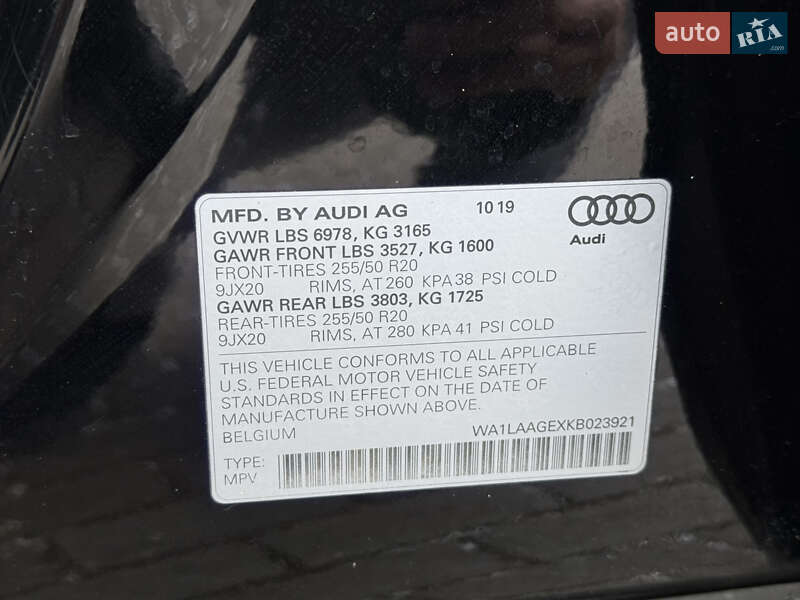 auto RIA .com
MFD. BY AUDI AG 10 19
GVWR LBS 6978, KG 3165
GAWR FRONT LBS 3527, KG 1600
Audi
FRONT-TIRES 255/50 R20
9JX20 RIMS, AT 260 KPA 38 PSI COLD
GAWR REAR LBS 3803, KG 1725
REAR-TIRES 255/50 R20
9JX20 RIMS, AT 280 KPA 41 PSI COLD
THIS VEHICLE CONFORMS TO ALL APPLICABLE
U.S. FEDERAL MOTOR VEHICLE SAFETY
STANDARDS IN EFFECT ON THE DATE OF
MANUFACTURE SHOWN ABOVE.
BELGIUM WA1LAAGEXKB023921
TYPE:
MPV